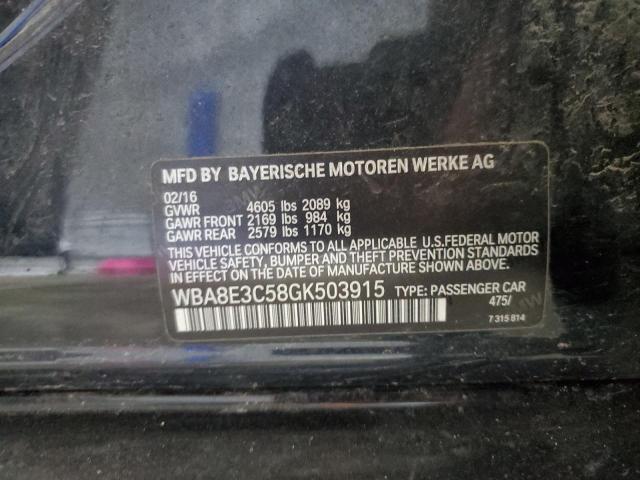 MFD BY BAYERISCHE MOTOREN WERKE AG
02/16
GVWR 4605 lbs 2089 kg
GAWR FRONT 2169 lbs 984 kg
GAWR REAR 2579 lbs 1170 kg
THIS VEHICLE CONFORMS TO ALL APPLICABLE U.S.FEDERAL MOTOR
VEHICLE SAFETY, BUMPER AND THEFT PREVENTION STANDARDS
IN EFFECT ON THE DATE OF MANUFACTURE SHOWN ABOVE.
WBA8E3C58GK503915 TYPE: PASSENGER CAR
475/
7 315 814